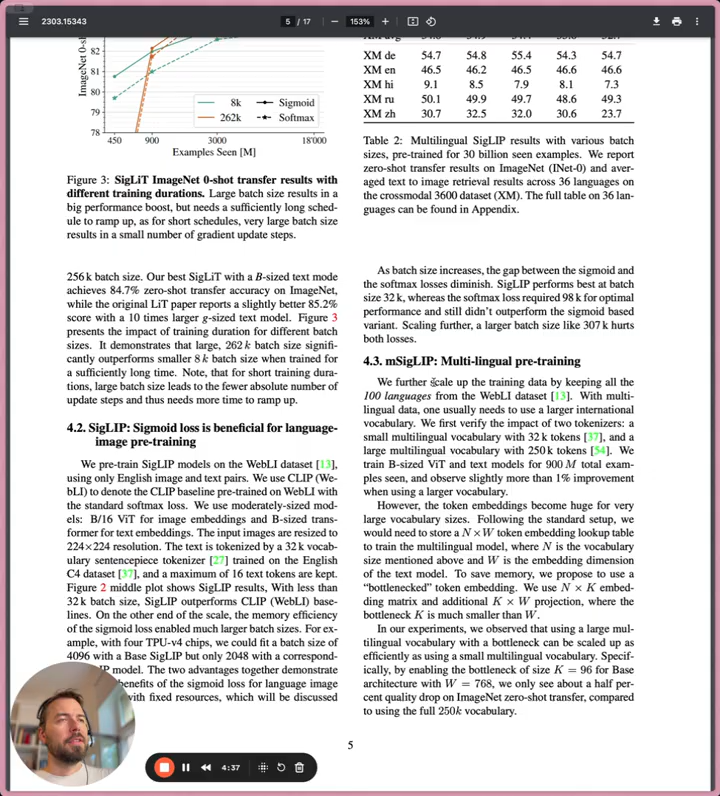 2303.15343
5 / 17
153%
82
81
80
79
78
ImageNet 0-s
8k
262k
Sigmoid
Softmax
450
900
3000
18'000
Examples Seen [M]
Figure 3: SigLiT ImageNet 0-shot transfer results with
different training durations. Large batch size results in
a big performance boost, but needs a sufficiently long sched-
ule to ramp up, as for short schedules, very large batch size
results in a small number of gradient update steps.
256 k batch size. Our best SigLiT with a B-sized text mode
achieves 84.7% zero-shot transfer accuracy on ImageNet,
while the original LiT paper reports a slightly better 85.2%
score with a 10 times larger g-sized text model. Figure 3
presents the impact of training duration for different batch
sizes. It demonstrates that large, 262 k batch size signifi-
cantly outperforms smaller 8 k batch size when trained for
a sufficiently long time. Note, that for short training dura-
tions, large batch size leads to the fewer absolute number of
update steps and thus needs more time to ramp up.
4.2. SigLIP: Sigmoid loss is beneficial for language-
image pre-training
We pre-train SigLIP models on the WebLI dataset [13],
using only English image and text pairs. We use CLIP (We-
bLI) to denote the CLIP baseline pre-trained on WebLI with
the standard softmax loss. We use moderately-sized mod-
els: B/16 ViT for image embeddings and B-sized trans-
former for text embeddings. The input images are resized to
224×224 resolution. The text is tokenized by a 32 k vocab-
ulary sentencepiece tokenizer [27] trained on the English
C4 dataset [37], and a maximum of 16 text tokens are kept.
Figure 2 middle plot shows SigLIP results, With less than
32 k batch size, SigLIP outperforms CLIP (WebLI) base-
lines. On the other end of the scale, the memory efficiency
of the sigmoid loss enabled much larger batch sizes. For ex-
ample, with four TPU-v4 chips, we could fit a batch size of
4096 with a Base SigLIP but only 2048 with a correspond-
P model. The two advantages together demonstrate
benefits of the sigmoid loss for language image
with fixed resources, which will be discussed
XM de 54.7 54.8 55.4 54.3 54.7
XM en 46.5 46.2 46.5 46.6 46.6
XM hi 9.1 8.5 7.9 8.1 7.3
XM ru 50.1 49.9 49.7 48.6 49.3
XM zh 30.7 32.5 32.0 30.6 23.7
Table 2: Multilingual SigLIP results with various batch
sizes, pre-trained for 30 billion seen examples. We report
zero-shot transfer results on ImageNet (INet-0) and aver-
aged text to image retrieval results across 36 languages on
the crossmodal 3600 dataset (XM). The full table on 36 lan-
guages can be found in Appendix.
As batch size increases, the gap between the sigmoid and
the softmax losses diminish. SigLIP performs best at batch
size 32 k, whereas the softmax loss required 98 k for optimal
performance and still didn't outperform the sigmoid based
variant. Scaling further, a larger batch size like 307 k hurts
both losses.
4.3. mSigLIP: Multi-lingual pre-training
We further scale up the training data by keeping all the
100 languages from the WebLI dataset [13]. With multi-
lingual data, one usually needs to use a larger international
vocabulary. We first verify the impact of two tokenizers: a
small multilingual vocabulary with 32 k tokens [37], and a
large multilingual vocabulary with 250 k tokens [54]. We
train B-sized ViT and text models for 900 M total exam-
ples seen, and observe slightly more than 1% improvement
when using a larger vocabulary.
However, the token embeddings become huge for very
large vocabulary sizes. Following the standard setup, we
would need to store a N × W token embedding lookup table
to train the multilingual model, where N is the vocabulary
size mentioned above and W is the embedding dimension
of the text model. To save memory, we propose to use a
“bottlenecked” token embedding. We use N × K embed-
ding matrix and additional K × W projection, where the
bottleneck K is much smaller than W.
In our experiments, we observed that using a large mul-
tilingual vocabulary with a bottleneck can be scaled up as
efficiently as using a small multilingual vocabulary. Specif-
ically, by enabling the bottleneck of size K = 96 for Base
architecture with W = 768, we only see about a half per-
cent quality drop on ImageNet zero-shot transfer, compared
to using the full 250k vocabulary.
5
4:37